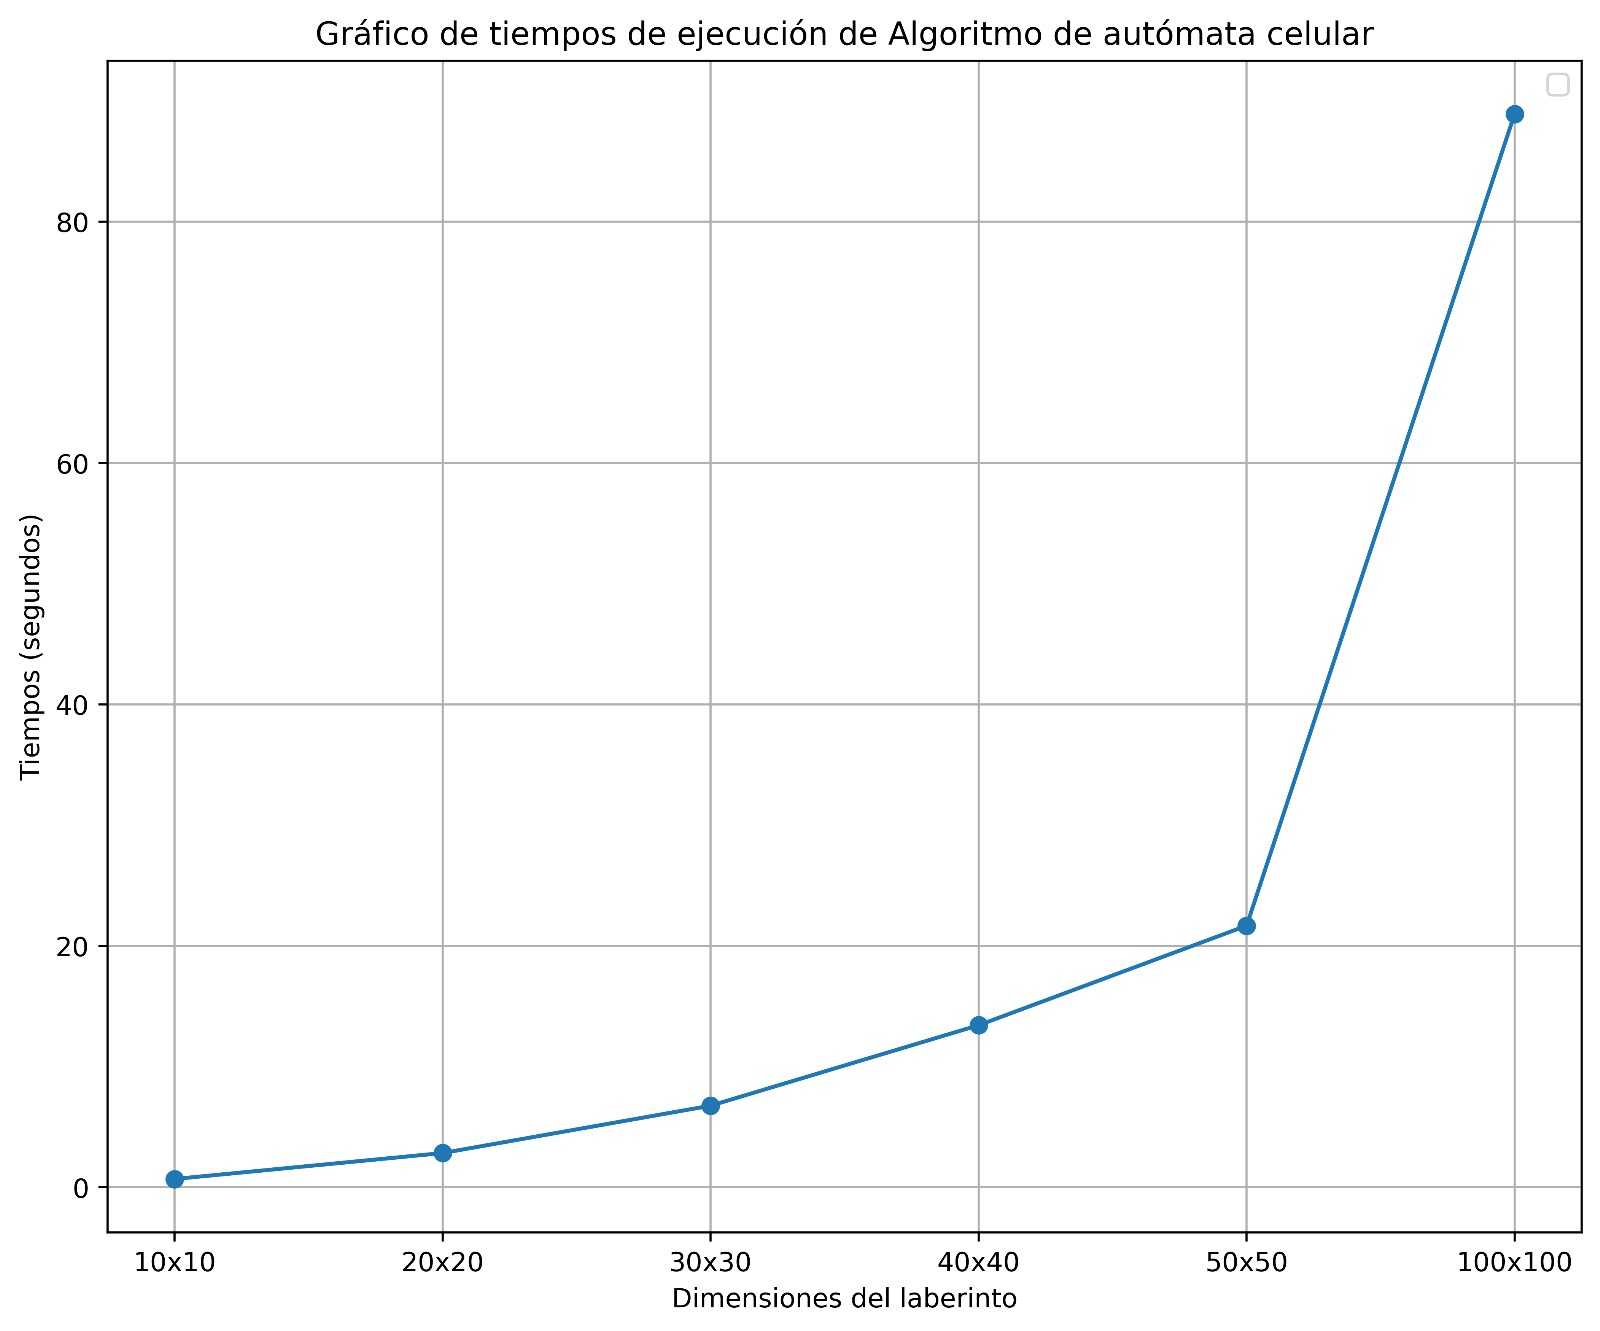 Gráfico de tiempos de ejecución de Algoritmo de autómata celular
80
60
40
20
0
Tiempos (segundos)
10x10 20x20 30x30 40x40 50x50 100x100
Dimensiones del laberinto